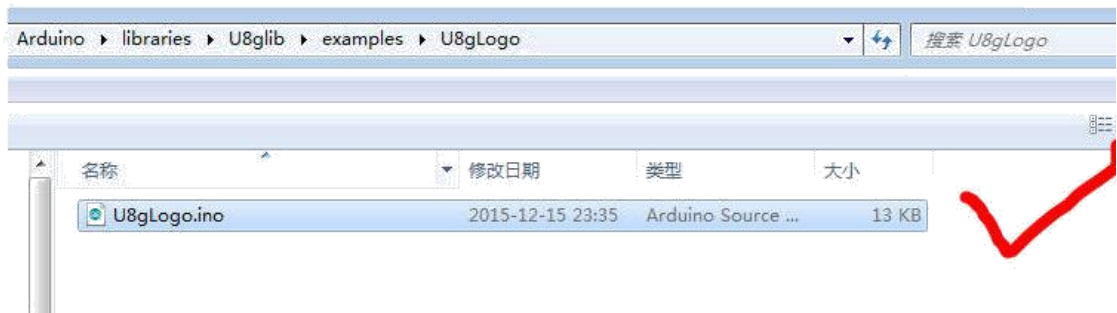 Arduino ▸ libraries ▸ U8glib ▸ examples ▸ U8gLogo 搜索 U8gLogo
名称 修改日期 类型 大小
U8gLogo.ino 2015-12-15 23:35 Arduino Source ... 13 KB